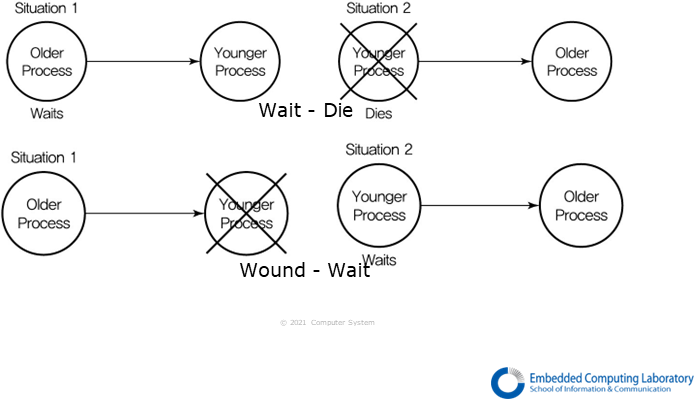 Situation 1
Older
Process
Waits
Younger
Process
Situation 2
Younger
Process
Dies
Older
Process
Wait - Die
Situation 1
Older
Process
Younger
Process
Situation 2
Younger
Process
Waits
Older
Process
Wound - Wait
© 2021 Computer System
Embedded Computing Laboratory
School of Information & Communication